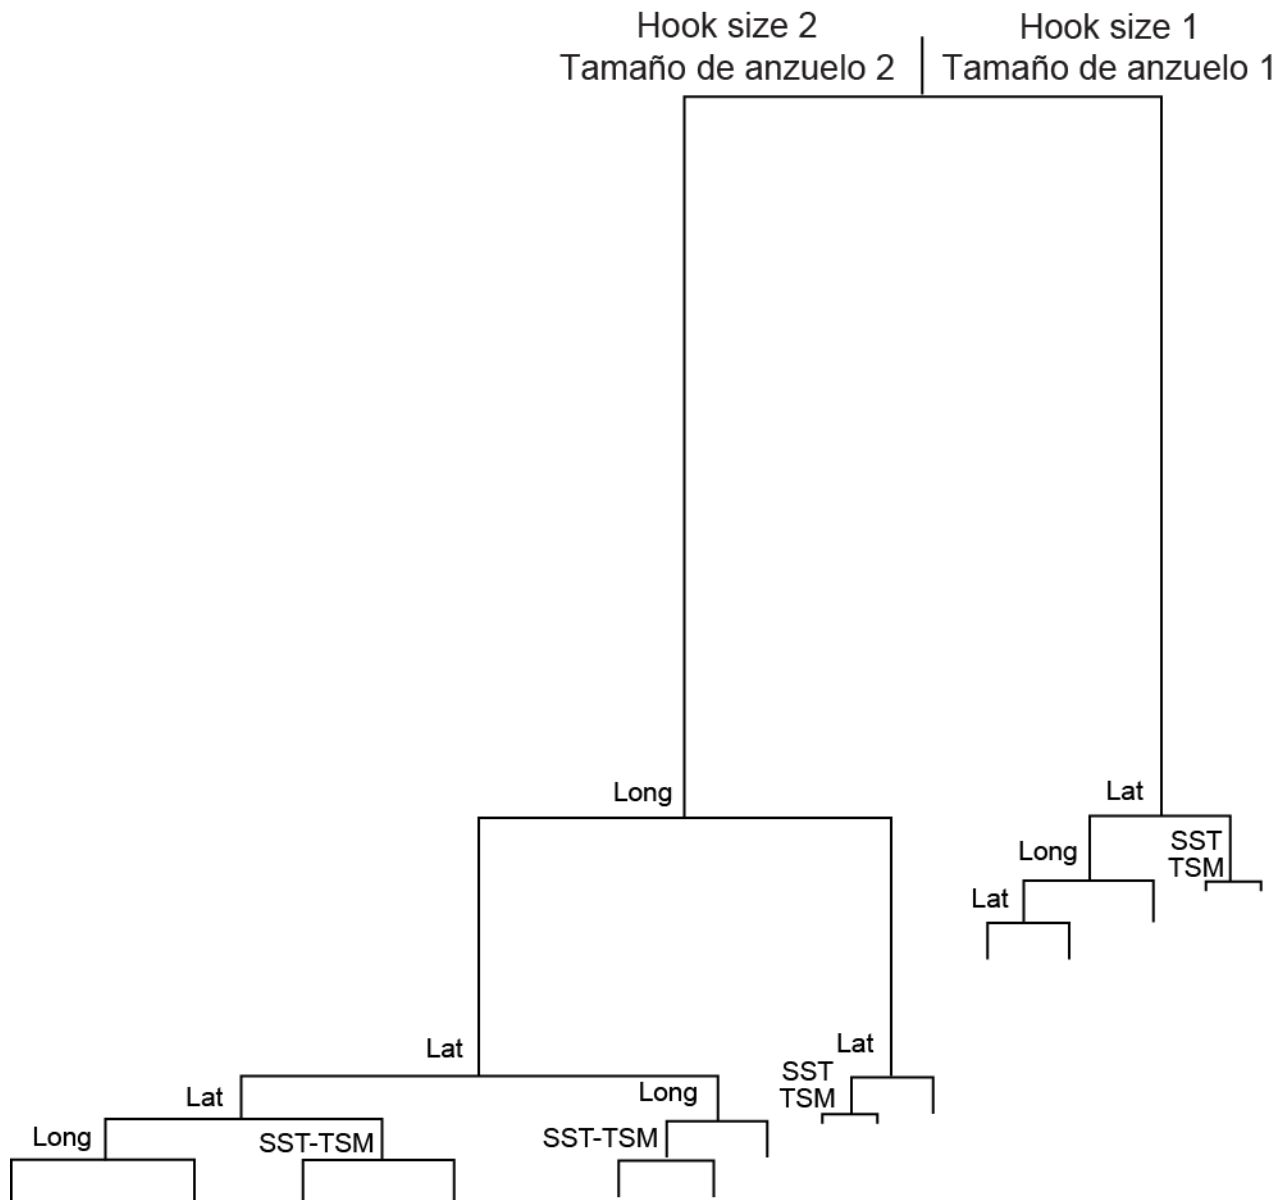 Hook size 2
Tamaño de anzuelo 2
Hook size 1
Tamaño de anzuelo 1
Long
Lat
Long
SST
TSM
Lat
Lat
Lat
SST
TSM
Long
Lat
Long
SST-TSM
SST-TSM